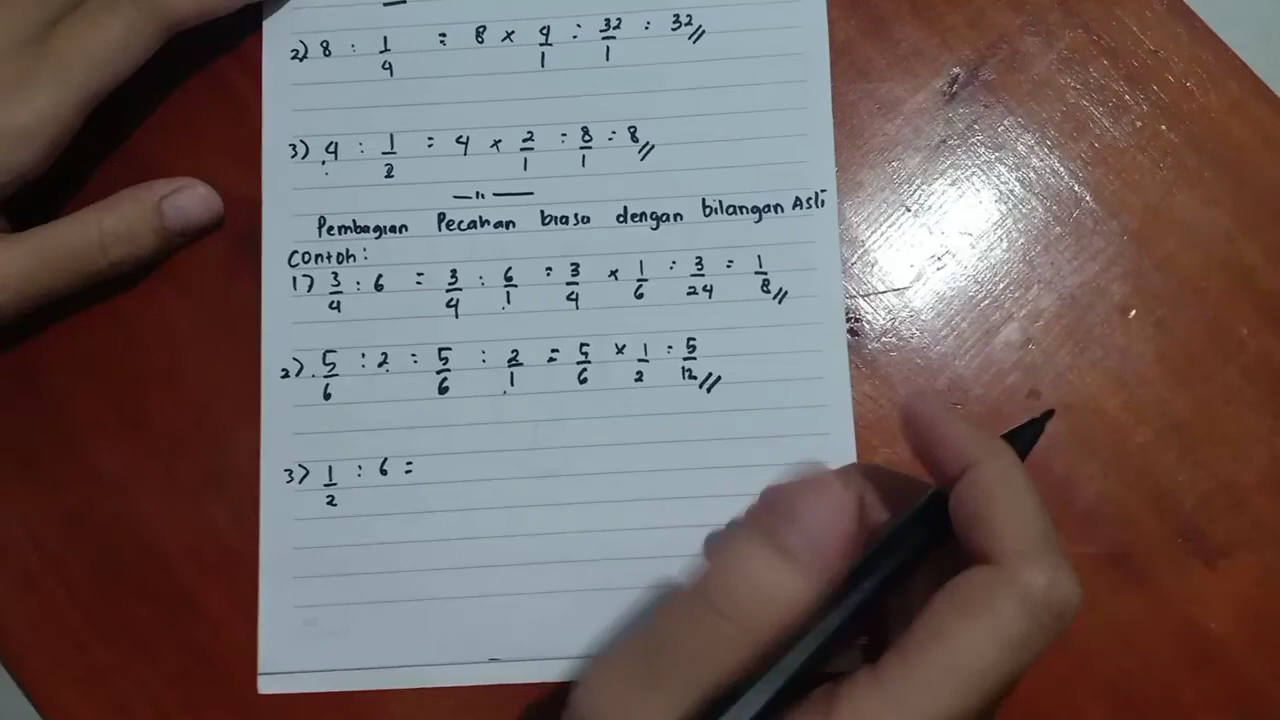 2) 8 : 1/4 = 8 × 4/1 = 32/1 = 32//
3) 4 : 1/2 = 4 × 2/1 = 8/1 = 8//
—"—
Pembagian Pecahan biasa dengan bilangan Asli
Contoh:
1) 3/4 : 6 = 3/4 : 6/1 = 3/4 × 1/6 = 3/24 = 1/8//
2) 5/6 : 2 = 5/6 : 2/1 = 5/6 × 1/2 = 5/12//
3) 1/2 : 6 =